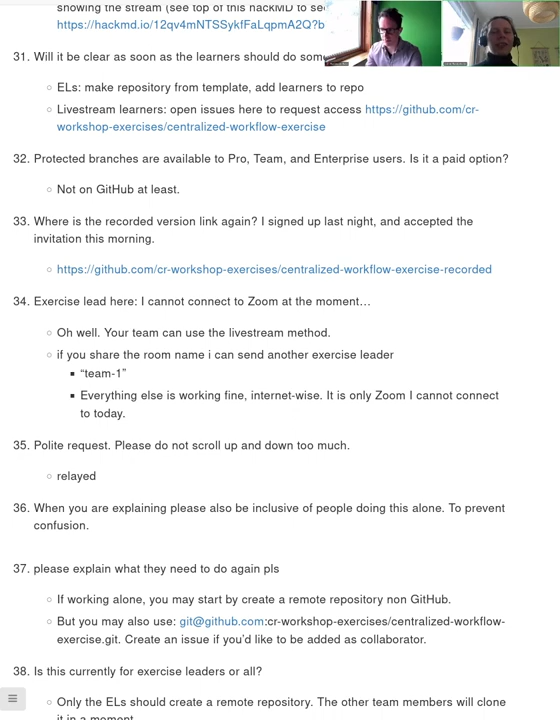 showing the stream (see top of this hackMD to se
https://hackmd.io/12qv4mNTSSykfFaLqpmA2Q?b
31. Will it be clear as soon as the learners should do som
ELs: make repository from template, add learners to repo
Livestream learners: open issues here to request access https://github.com/cr-
workshop-exercises/centralized-workflow-exercise
32. Protected branches are available to Pro, Team, and Enterprise users. Is it a paid option?
Not on GitHub at least.
33. Where is the recorded version link again? I signed up last night, and accepted the
invitation this morning.
https://github.com/cr-workshop-exercises/centralized-workflow-exercise-recorded
34. Exercise lead here: I cannot connect to Zoom at the moment…
Oh well. Your team can use the livestream method.
if you share the room name i can send another exercise leader
“team-1”
Everything else is working fine, internet-wise. It is only Zoom I cannot connect
to today.
35. Polite request. Please do not scroll up and down too much.
relayed
36. When you are explaining please also be inclusive of people doing this alone. To prevent
confusion.
37. please explain what they need to do again pls
If working alone, you may start by create a remote repository non GitHub.
But you may also use: git@github.com:cr-workshop-exercises/centralized-workflow-
exercise.git. Create an issue if you’d like to be added as collaborator.
38. Is this currently for exercise leaders or all?
Only the ELs should create a remote repository. The other team members will clone
it in a moment